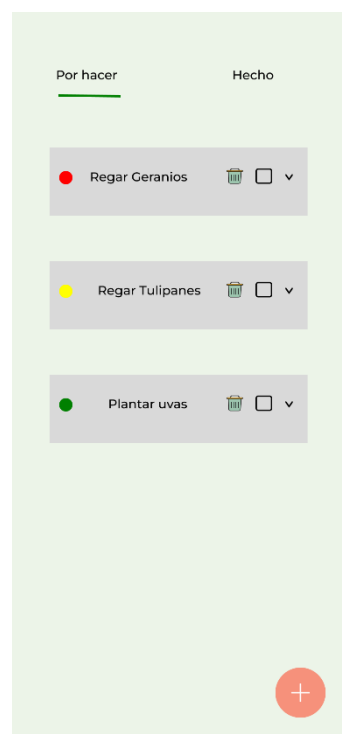 Por hacer
Hecho
Regar Geranios
Regar Tulipanes
Plantar uvas